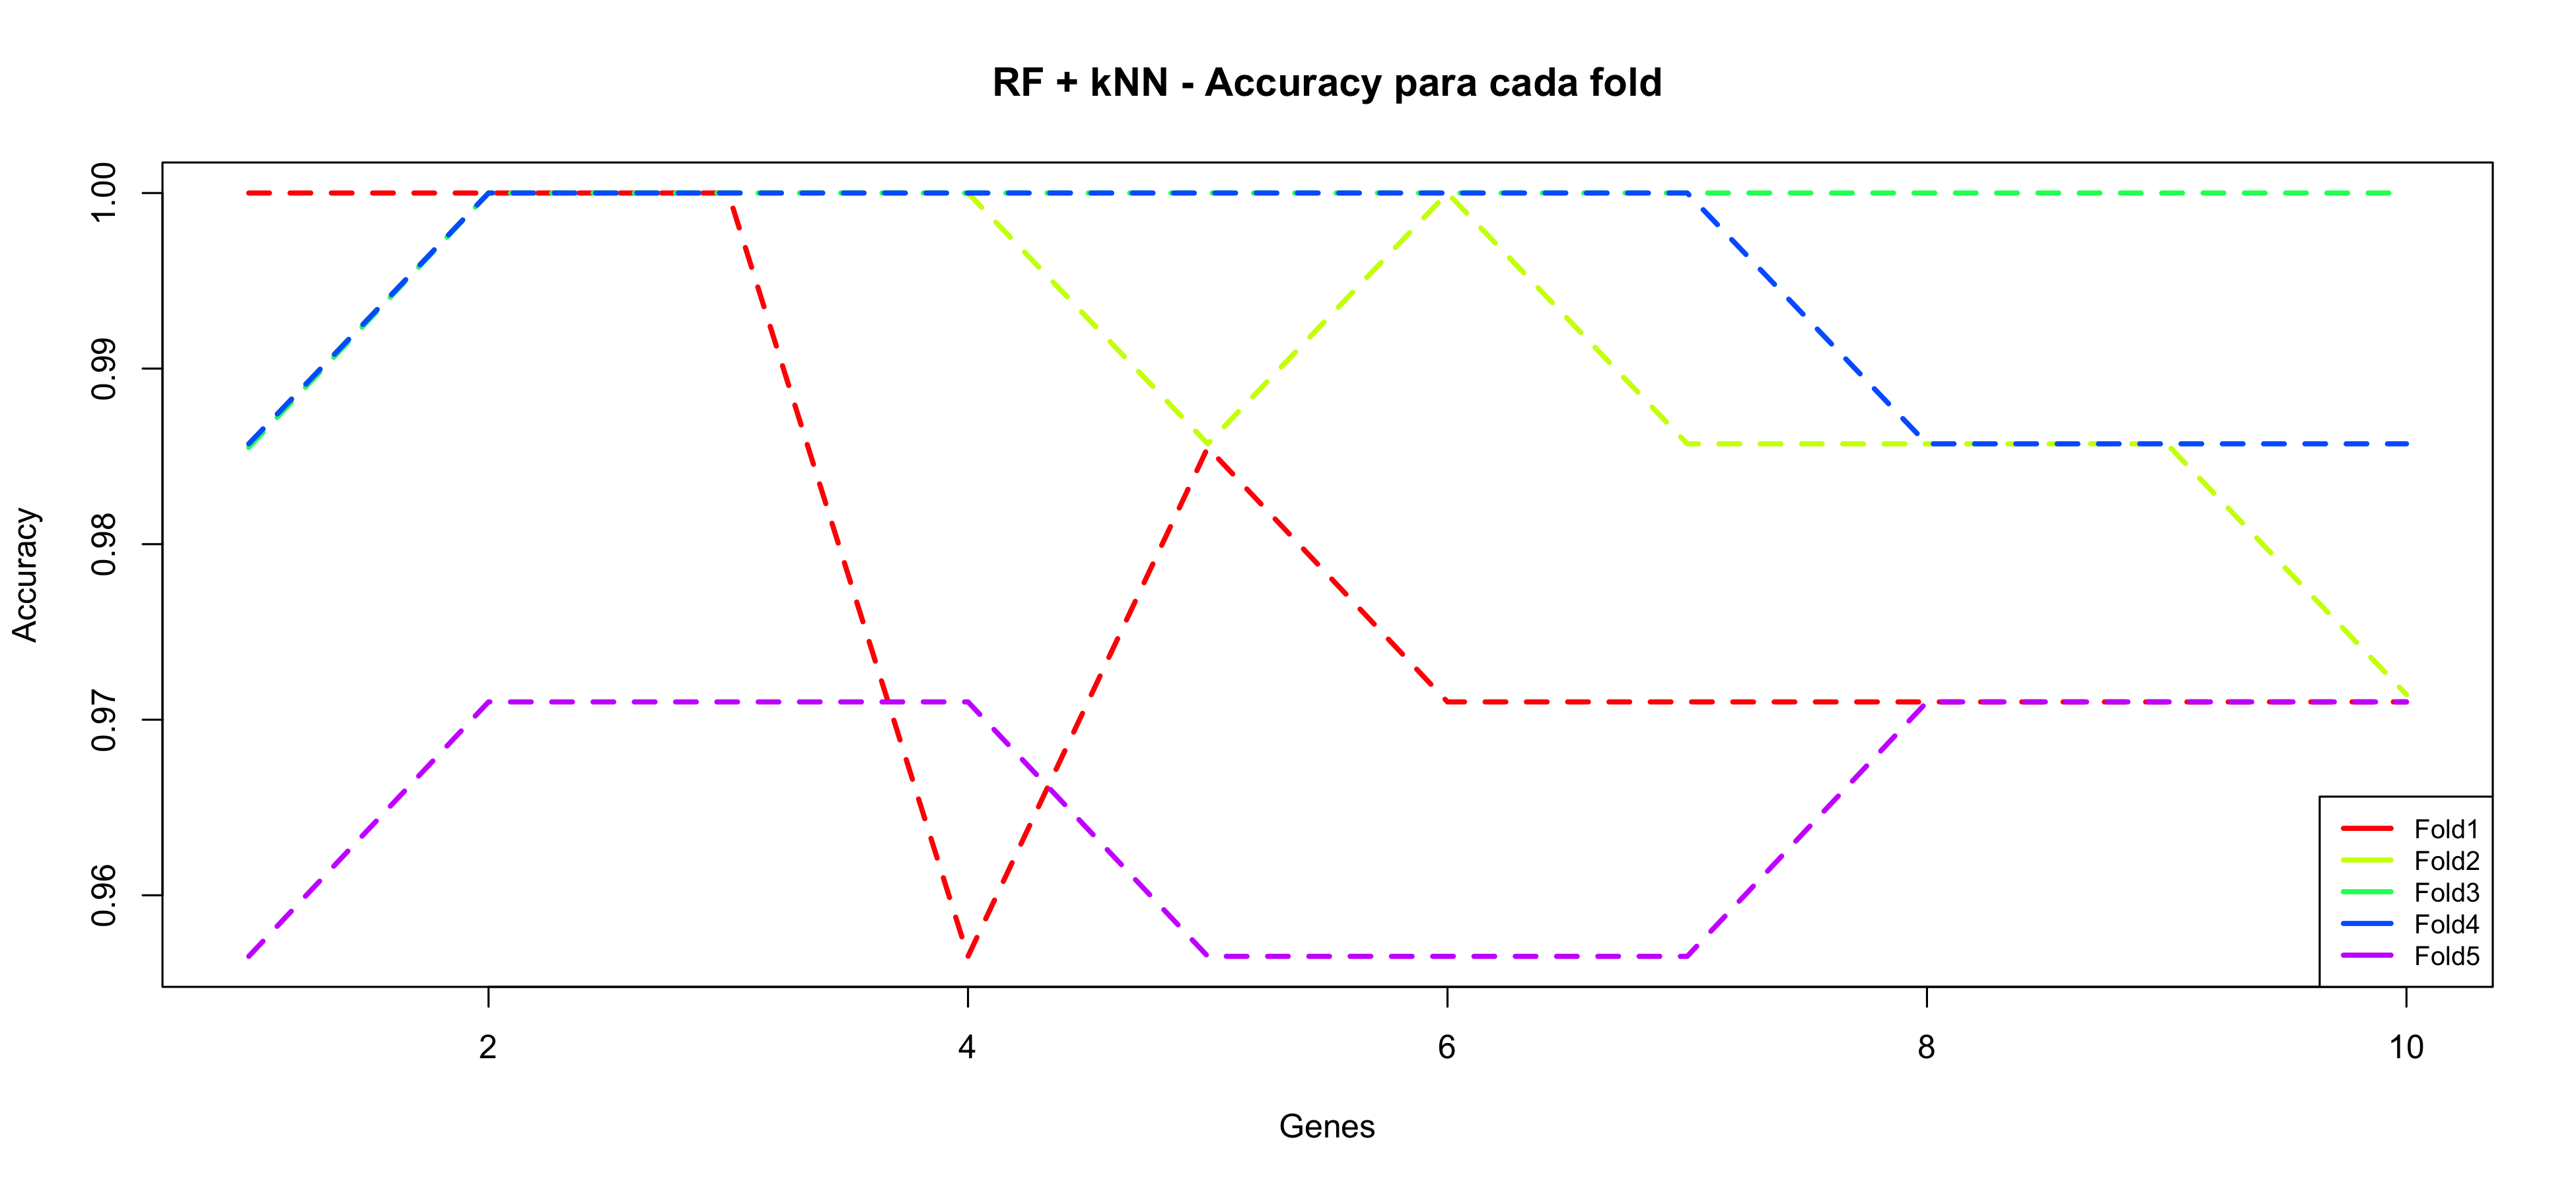 RF + kNN - Accuracy para cada fold
Accuracy
1.00
0.99
0.98
0.97
0.96
2 4 6 8 10
Genes
Fold1
Fold2
Fold3
Fold4
Fold5